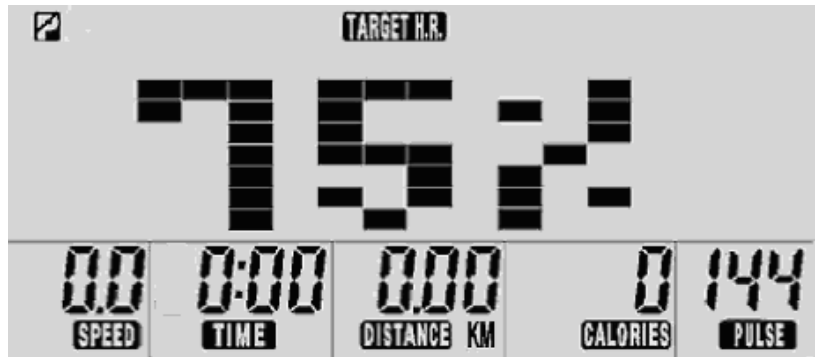 P TARGET H.R.
75%
0.0 0:00 0.00 0 144
SPEED TIME DISTANCE KM CALORIES PULSE